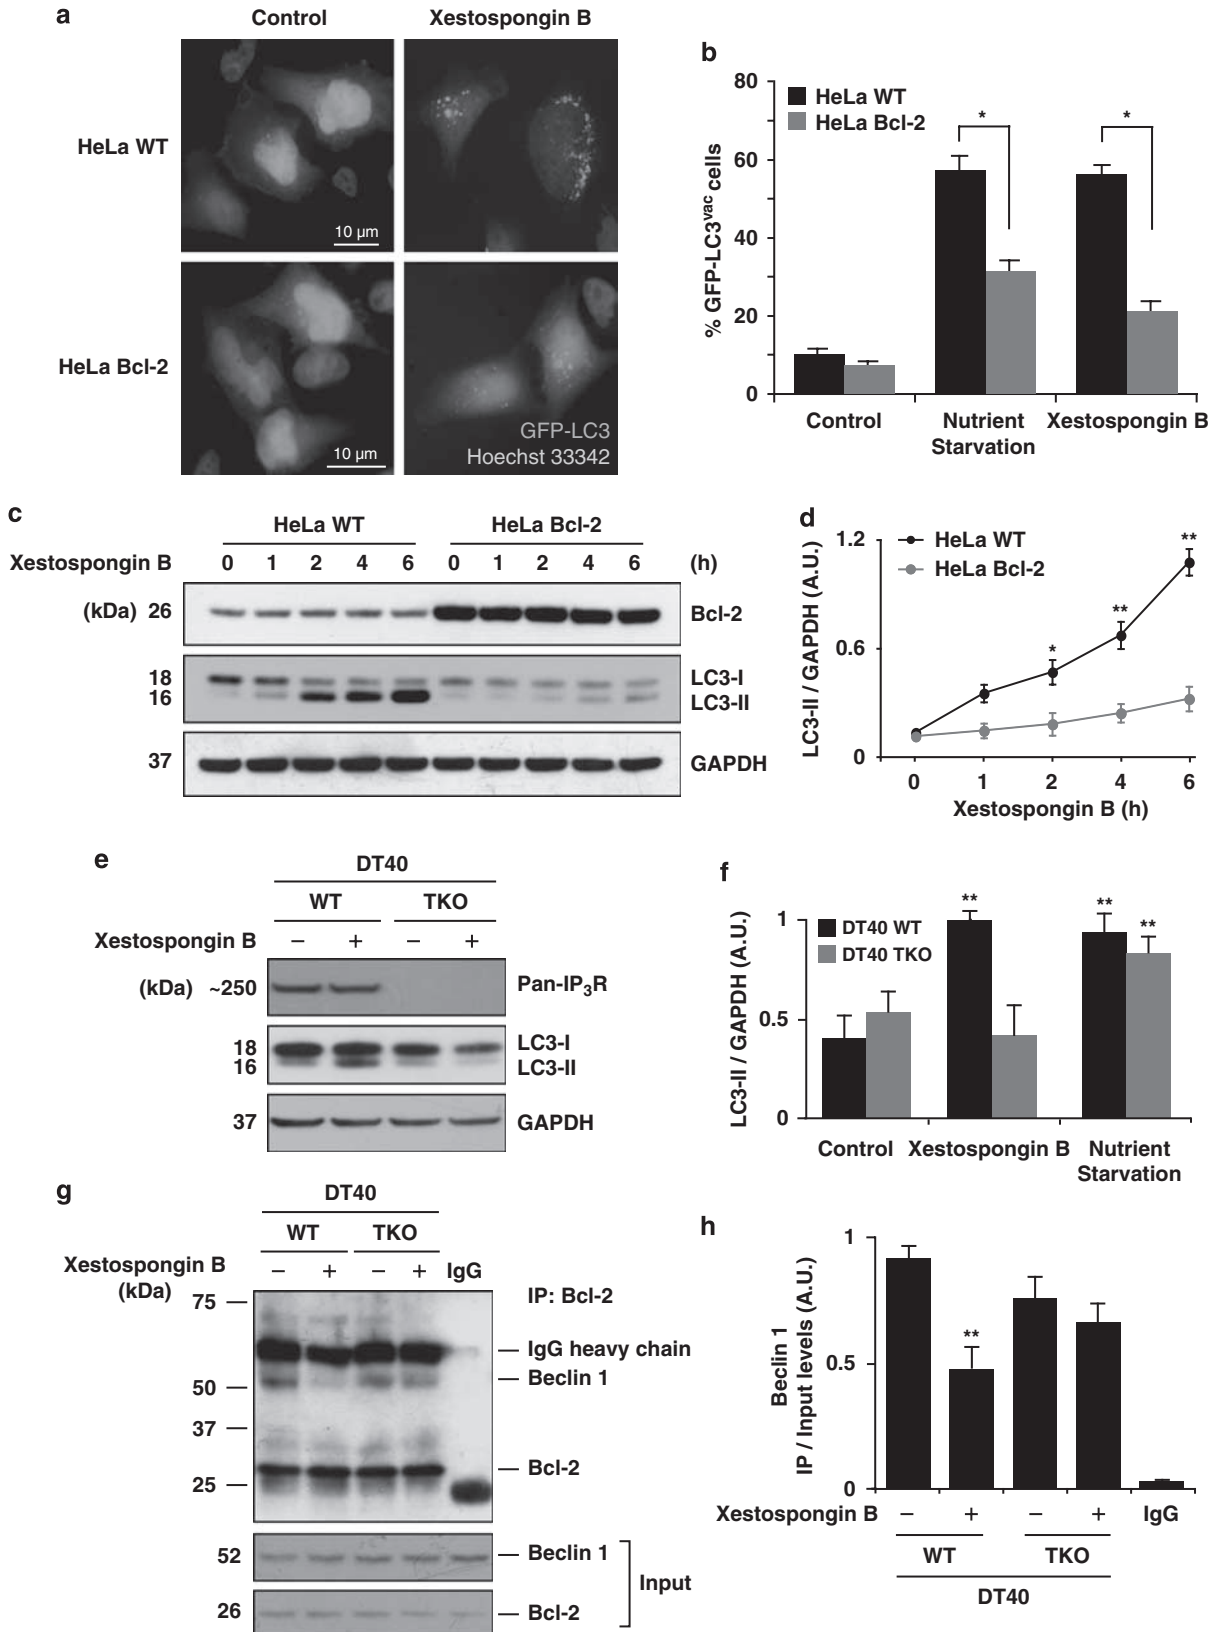 a
Control
Xestospongin B
HeLa WT
10 µm
HeLa Bcl-2
10 µm
GFP-LC3
Hoechst 33342
b
% GFP-LC3vac cells
80
60
40
20
0
HeLa WT
HeLa Bcl-2
*
*
Control
Nutrient
Starvation
Xestospongin B
c
HeLa WT
HeLa Bcl-2
Xestospongin B 0 1 2 4 6 0 1 2 4 6 (h)
(kDa) 26 Bcl-2
18 LC3-I
16 LC3-II
37 GAPDH
d
LC3-II / GAPDH (A.U.)
1.2
0.6
0
HeLa WT
HeLa Bcl-2
*
**
**
0 1 2 4 6
Xestospongin B (h)
e
DT40
WT TKO
Xestospongin B – + – +
(kDa) ~250 Pan-IP3R
18 LC3-I
16 LC3-II
37 GAPDH
f
LC3-II / GAPDH (A.U.)
1
0.5
0
DT40 WT
DT40 TKO
**
**
**
Control
Xestospongin B
Nutrient
Starvation
g
DT40
WT TKO
Xestospongin B – + – + IgG
(kDa)
75
50
37
25
IP: Bcl-2
IgG heavy chain
Beclin 1
Bcl-2
52 Beclin 1
26 Bcl-2
Input
h
Beclin 1
IP / Input levels (A.U.)
1
0.5
0
**
Xestospongin B – + – + IgG
WT TKO
DT40